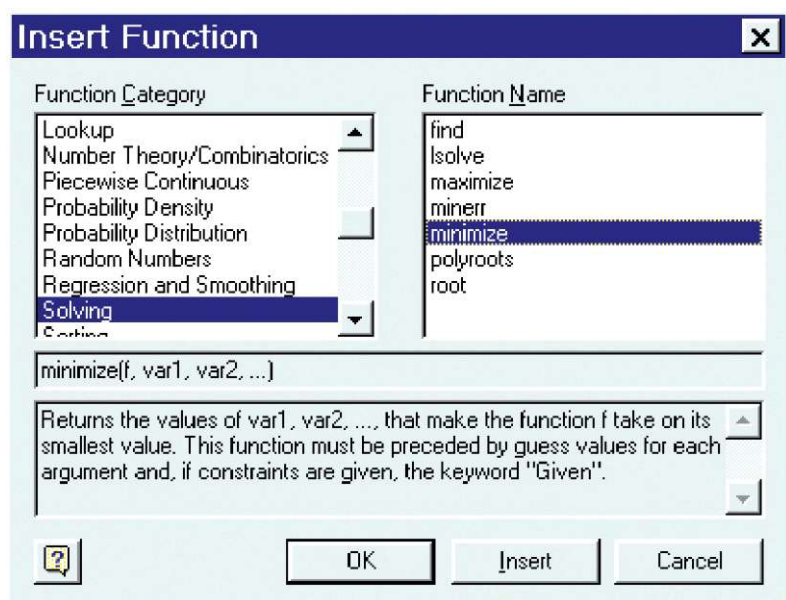 Insert Function
Function Category
Function Name
Lookup
Number Theory/Combinatorics
Piecewise Continuous
Probability Density
Probability Distribution
Random Numbers
Regression and Smoothing
Solving
Sorting
find
lsolve
maximize
minerr
minimize
polyroots
root
minimize(f, var1, var2, ...)
Returns the values of var1, var2, ..., that make the function f take on its
smallest value. This function must be preceded by guess values for each
argument and, if constraints are given, the keyword "Given".
?
OK
Insert
Cancel